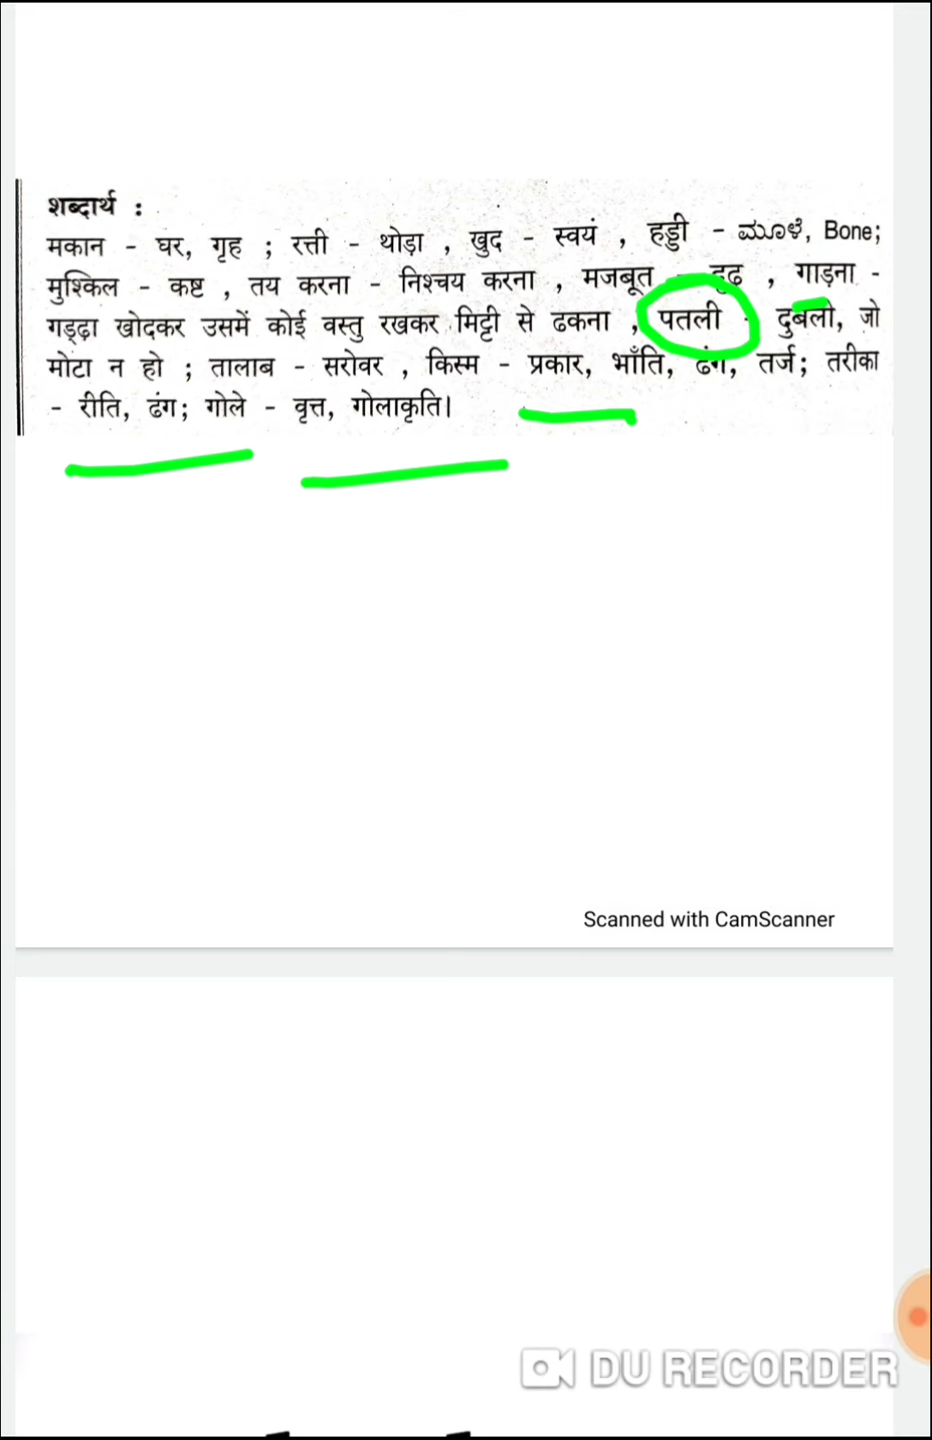 शब्दार्थ :
मकान - घर, गृह ; रत्ती - थोड़ा , खुद - स्वयं , हड्डी - ಮೂಳೆ, Bone;
मुश्किल - कष्ट , तय करना - निश्चय करना , मजबूत - दृढ , गाड़ना -
गड्ढ़ा खोदकर उसमें कोई वस्तु रखकर मिट्टी से ढकना , पतली - दुबली, जो
मोटा न हो ; तालाब - सरोवर , किस्म - प्रकार, भाँति, ढंग, तर्ज; तरीका
- रीति, ढंग; गोले - वृत्त, गोलाकृति।
Scanned with CamScanner
DU RECORDER